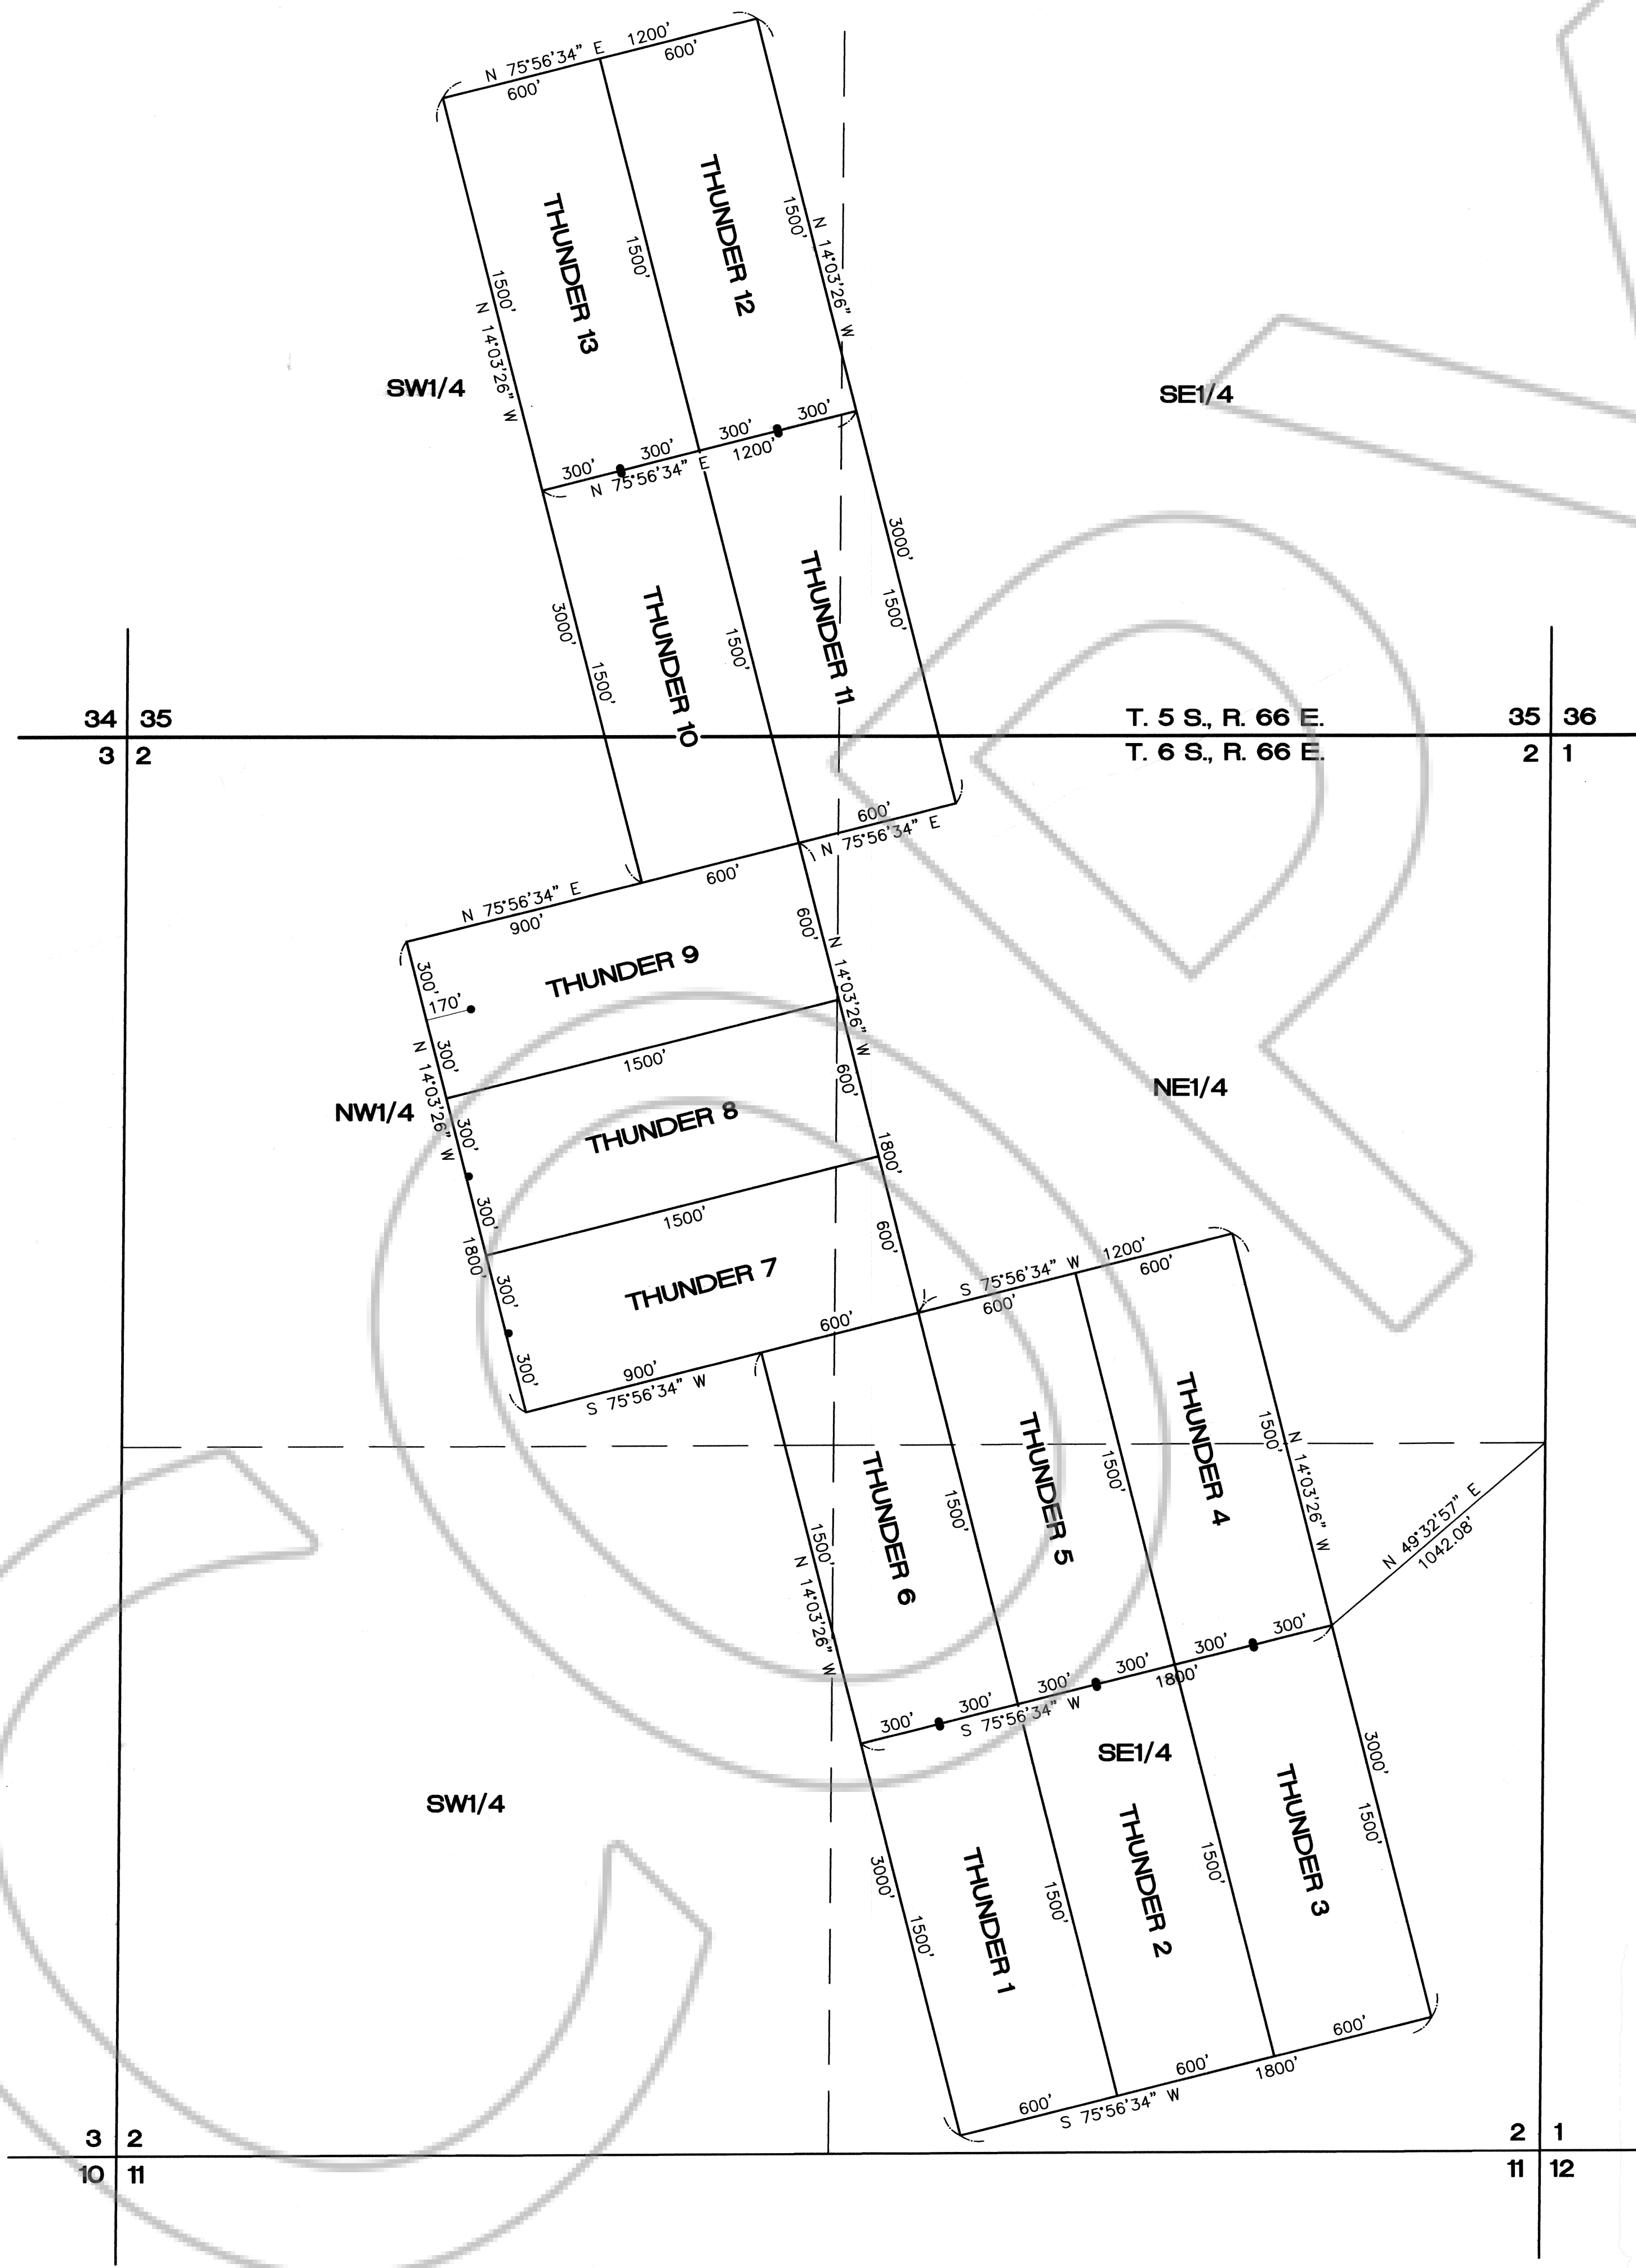 N 75°56'34" E 1200'
600' 600'
THUNDER 13
THUNDER 12
1500'
N 14°03'26" W
1500'
1500'
N 14°03'26" W
SW1/4
SE1/4
300' 300' 300' 300'
N 75°56'34" E 1200'
THUNDER 10
THUNDER 11
3000'
1500'
1500'
3000'
1500'
34 35
3 2
T. 5 S., R. 66 E.
T. 6 S., R. 66 E.
35 36
2 1
600'
N 75°56'34" E
N 75°56'34" E
900'
600'
THUNDER 9
300'
170'
300'
600'
N 14°03'26" W
N 14°03'26" W
1500'
NW1/4
NE1/4
THUNDER 8
300'
300'
600'
1800'
1500'
1800'
THUNDER 7
300'
300'
600'
900'
S 75°56'34" W
600'
S 75°56'34" W 1200'
600' 600'
THUNDER 6
THUNDER 5
THUNDER 4
1500'
N 14°03'26" W
1500'
1500'
1500'
N 14°03'26" W
N 49°32'57" E
1042.08'
300' 300' 300' 300' 300' 300'
S 75°56'34" W 1800'
SE1/4
SW1/4
THUNDER 1
THUNDER 2
THUNDER 3
3000'
1500'
1500'
1500'
3000'
1500'
600' 600' 600'
S 75°56'34" W 1800'
3 2
10 11
2 1
11 12